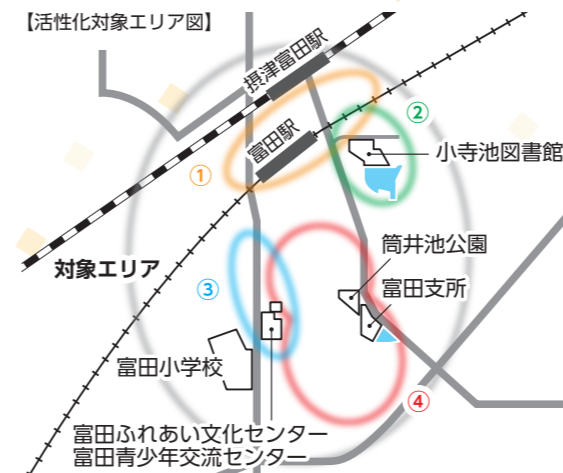 【活性化対象エリア図】
摂津富田駅
富田駅
②
小寺池図書館
①
対象エリア
筒井池公園
③
富田支所
富田小学校
④
富田ふれあい文化センター
富田青少年交流センター